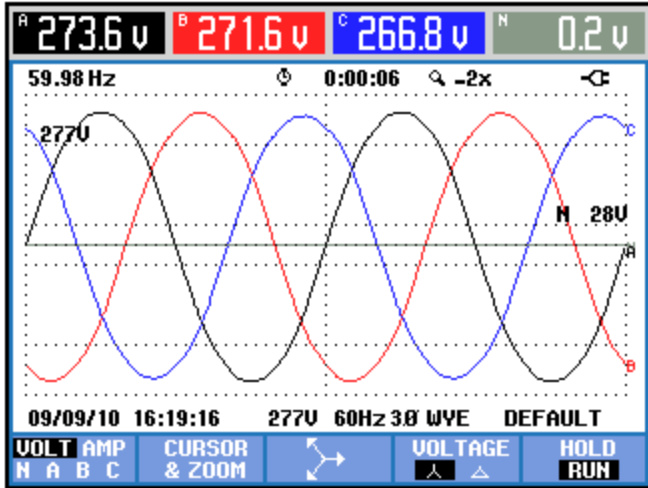 A 273.6 V B 271.6 V C 266.8 V N 0.2 V
59.98 Hz 0:00:06 -2x
277V
C
N 28V
A
B
09/09/10 16:19:16 277V 60Hz 3Ø WYE DEFAULT
VOLT AMP CURSOR VOLTAGE HOLD
N A B C & ZOOM RUN